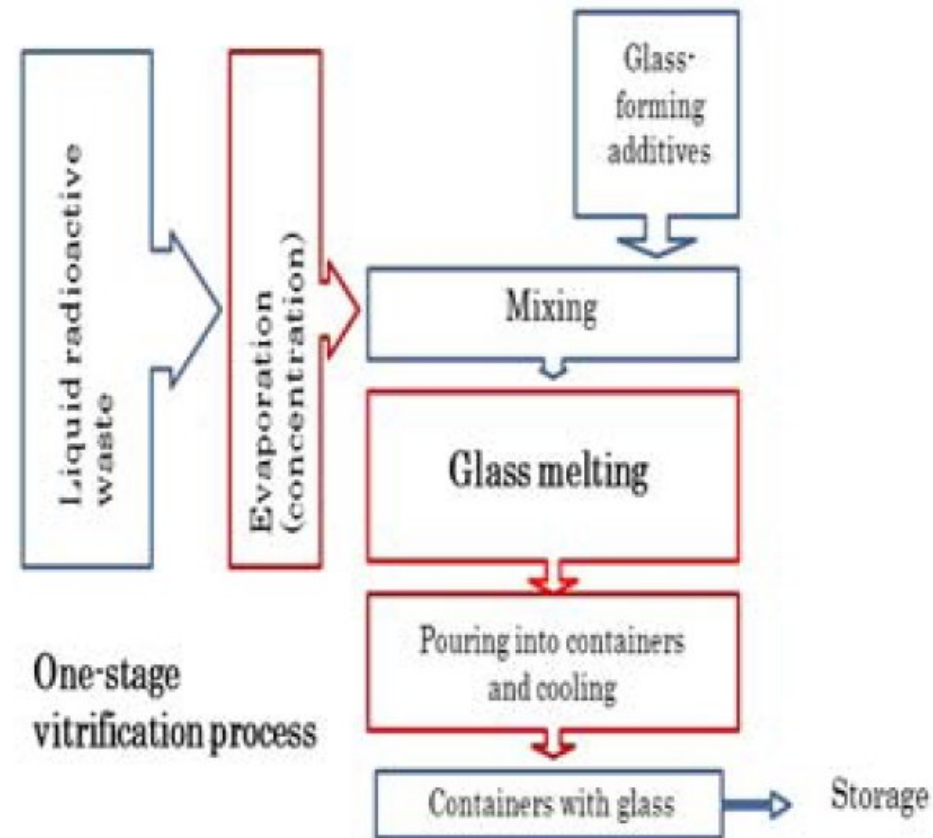 Liquid radioactive
waste
Evaporation
(concentration)
Glass-
forming
additives
Mixing
Glass melting
Pouring into containers
and cooling
Containers with glass
Storage
One-stage
vitrification process